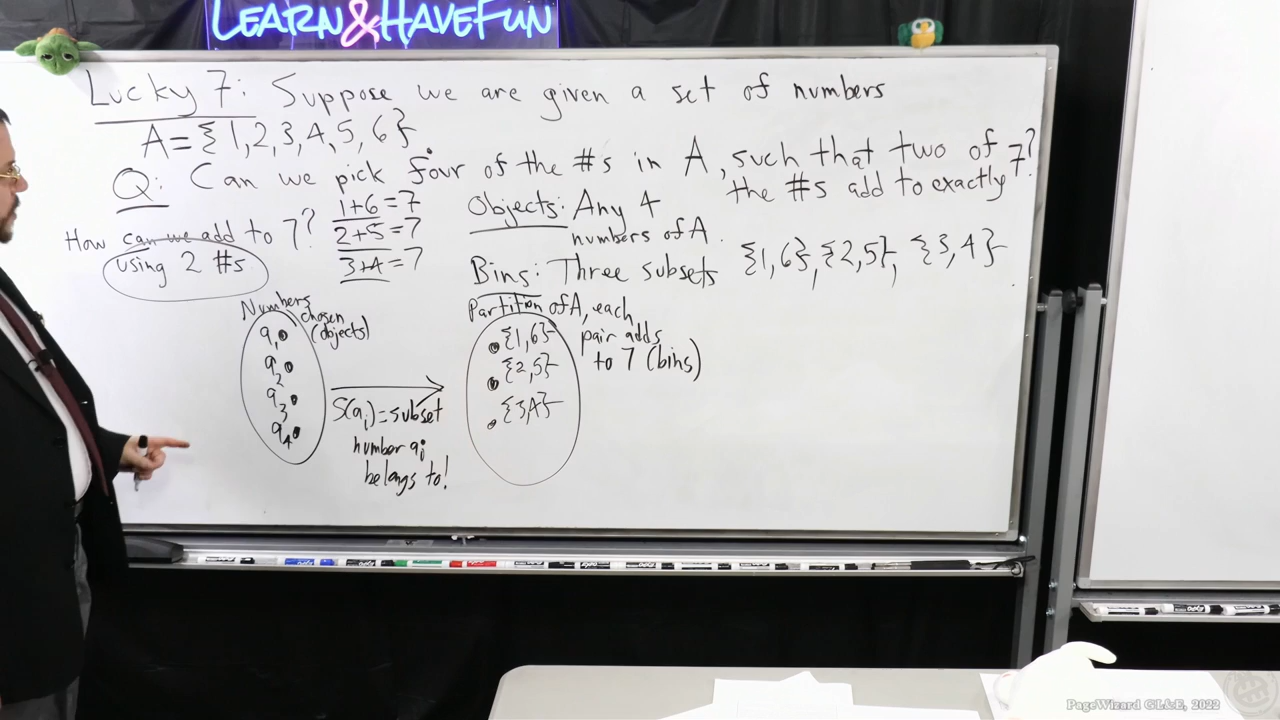 LEARN&HAVEFUN
Lucky 7: Suppose we are given a set of numbers
A={1,2,3,4,5,6}
Q: Can we pick four of the #s in A, such that two of
the #s add to exactly 7?
How can we add to 7?
using 2 #s.
1+6=7
2+5=7
3+4=7
Objects: Any 4
numbers of A.
Bins: Three subsets {1,6}, {2,5}, {3,4}
Partition of A, each
pair adds
to 7 (bins)
Numbers
chosen
(objects)
a1
a2
a3
a4
S(ai)=subset
number ai
belongs to!
{1,6}
{2,5}
{3,4}
PageWizard GL&E, 2022